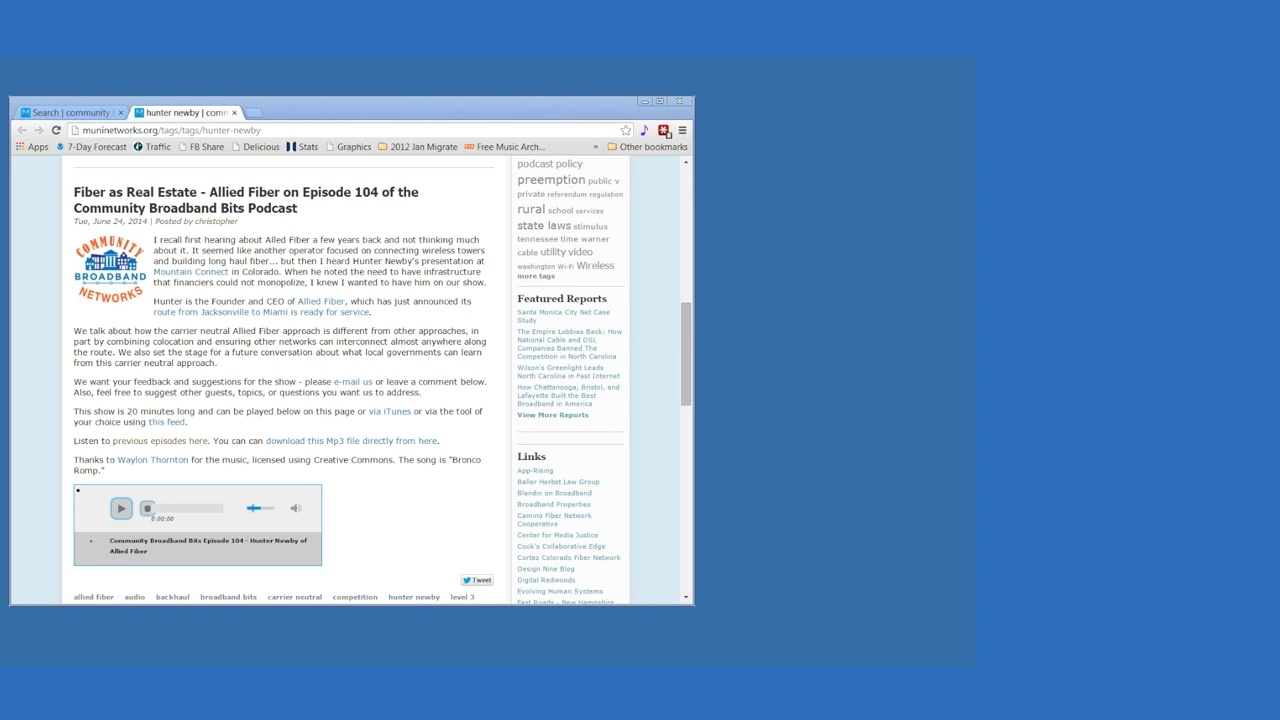 Search | community
hunter newby | com
muninetworks.org/tags/tags/hunter-newby
Apps 7-Day Forecast Traffic FB Share Delicious Stats Graphics 2012 Jan Migrate Free Music Arch... » Other bookmarks
Fiber as Real Estate - Allied Fiber on Episode 104 of the
Community Broadband Bits Podcast
Tue, June 24, 2014 | Posted by christopher
COMMUNITY
BROADBAND
NETWORKS
I recall first hearing about Alled Fiber a few years back and not thinking much
about it. It seemed like another operator focused on connecting wireless towers
and building long haul fiber... but then I heard Hunter Newby's presentation at
Mountain Connect in Colorado. When he noted the need to have infrastructure
that financiers could not monopolize, I knew I wanted to have him on our show.
Hunter is the Founder and CEO of Allied Fiber, which has just announced its
route from Jacksonville to Miami is ready for service.
We talk about how the carrier neutral Allied Fiber approach is different from other approaches, in
part by combining colocation and ensuring other networks can interconnect almost anywhere along
the route. We also set the stage for a future conversation about what local governments can learn
from this carrier neutral approach.
We want your feedback and suggestions for the show - please e-mail us or leave a comment below.
Also, feel free to suggest other guests, topics, or questions you want us to address.
This show is 20 minutes long and can be played below on this page or via iTunes or via the tool of
your choice using this feed.
Listen to previous episodes here. You can can download this Mp3 file directly from here.
Thanks to Waylon Thornton for the music, licensed using Creative Commons. The song is "Bronco
Romp."
0:00:00
• Community Broadband Bits Episode 104 - Hunter Newby of
Allied Fiber
Tweet
allied fiber audio backhaul broadband bits carrier neutral competition hunter newby level 3
podcast policy
preemption public v
private referendum regulation
rural school services
state laws stimulus
tennessee time warner
cable utility video
washington Wi-Fi Wireless
more tags
Featured Reports
Santa Monica City Net Case
Study
The Empire Lobbies Back: How
National Cable and DSL
Companies Banned The
Competition in North Carolina
Wilson's Greenlight Leads
North Carolina in Fast Internet
How Chattanooga, Bristol, and
Lafayette Built the Best
Broadband in America
View More Reports
Links
App-Rising
Baller Herbst Law Group
Blandin on Broadband
Broadband Properties
Camino Fiber Network
Cooperative
Center for Media Justice
Cook's Collaborative Edge
Cortez Colorado Fiber Network
Design Nine Blog
Digital Redwoods
Evolving Human Systems
Fast Roads - New Hampshire